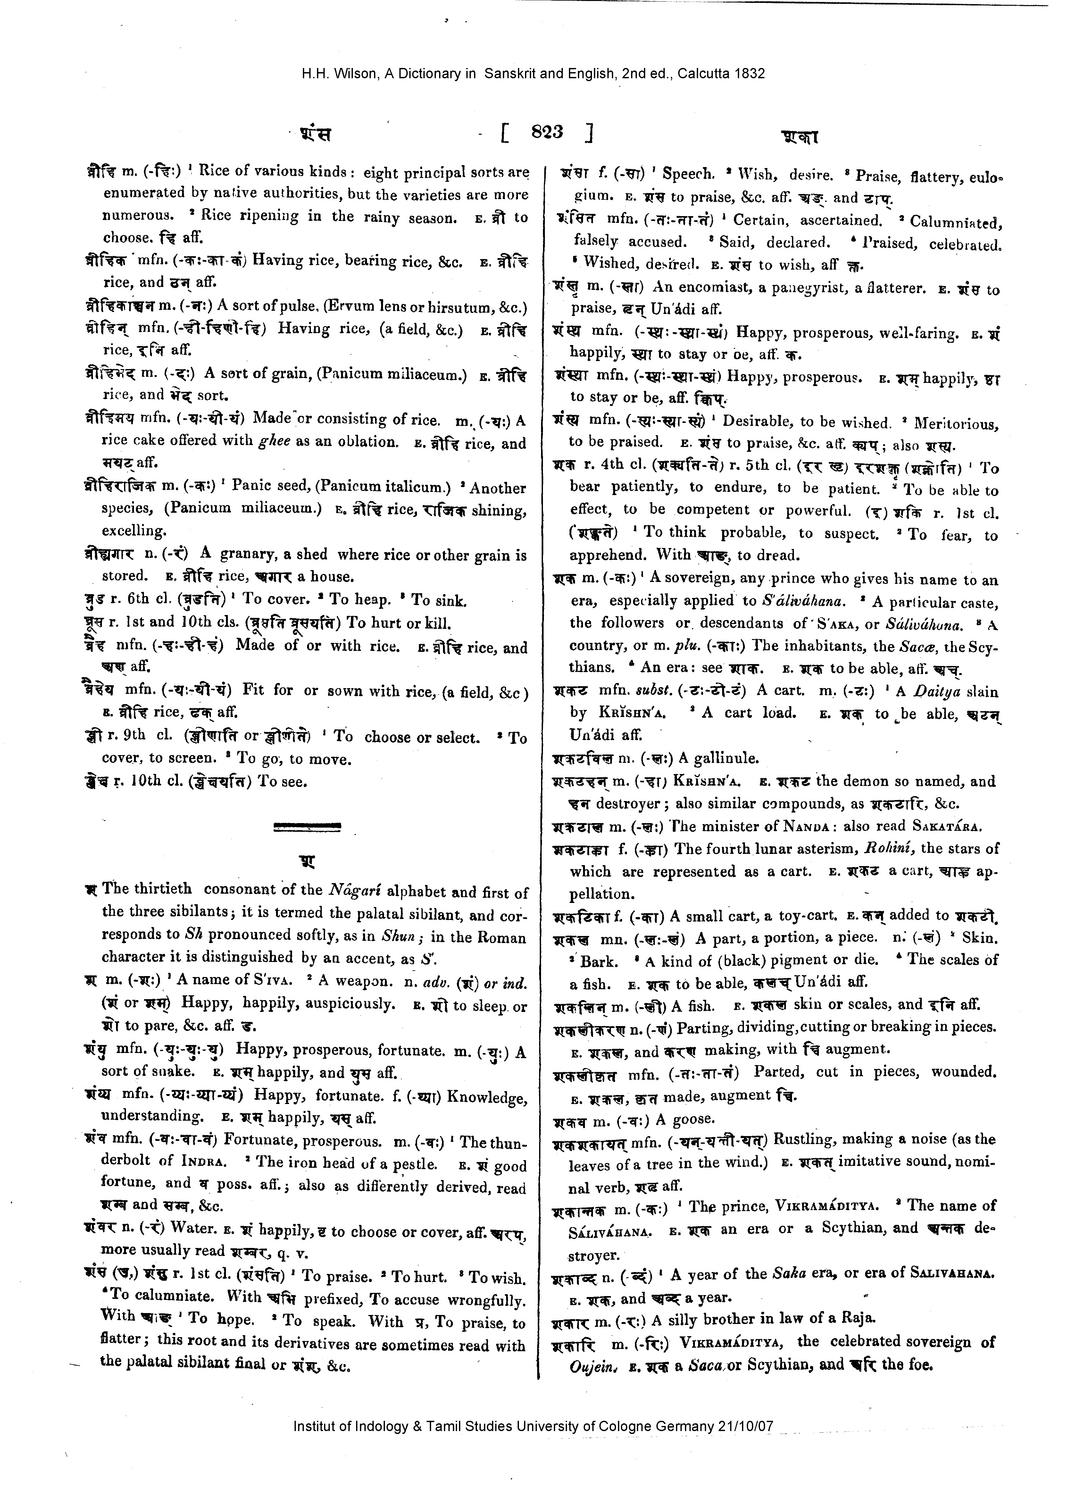 H.H. Wilson, A Dictionary in Sanskrit and English, 2nd ed., Calcutta 1832
शंस
[ 823 ]
शका
व्रीहि m. (-हिः) ¹ Rice of various kinds: eight principal sorts are
enumerated by native authorities, but the varieties are more
numerous. ² Rice ripening in the rainy season. E. व्री to
choose. हि aff.
व्रीहिक mfn. (-कः-का-कं) Having rice, bearing rice, &c. E. व्रीहि
rice, and ठन् aff.
व्रीहिकाञ्चन m. (-नः) A sort of pulse, (Ervum lens or hirsutum, &c.)
व्रीहिन् mfn. (-ही-हिणी-हि) Having rice, (a field, &c.) E. व्रीहि
rice, इनि aff.
व्रीहिभेद m. (-दः) A sort of grain, (Panicum miliaceum.) E. व्रीहि
rice, and भेद sort.
व्रीहिमय mfn. (-यः-यी-यं) Made or consisting of rice. m. (-यः) A
rice cake offered with ghee as an oblation. E. व्रीहि rice, and
मयट् aff.
व्रीहिराजिक m. (-कः) ¹ Panic seed, (Panicum italicum.) ² Another
species, (Panicum miliaceum.) E. व्रीहि rice, राजिक shining,
excelling.
व्रीह्यगार n. (-रं) A granary, a shed where rice or other grain is
stored. E. व्रीहि rice, अगार a house.
व्रुड r. 6th cl. (व्रुडति) ¹ To cover. ² To heap. ³ To sink.
व्रूस r. 1st and 10th cls. (व्रूसति व्रूसयति) To hurt or kill.
व्रैह mfn. (-हः-ही-हं) Made of or with rice. E. व्रीहि rice, and
अण् aff.
व्रैहेय mfn. (-यः-यी-यं) Fit for or sown with rice, (a field, &c)
E. व्रीहि rice, ढक् aff.
व्ली r. 9th cl. (व्लीणाति or व्लीणीते) ¹ To choose or select. ² To
cover, to screen. ³ To go, to move.
व्लेच r. 10th cl. (व्लेचयति) To see.
श
श The thirtieth consonant of the Nágarí alphabet and first of
the three sibilants; it is termed the palatal sibilant, and cor-
responds to Sh pronounced softly, as in Shun; in the Roman
character it is distinguished by an accent, as S'.
श m. (-शः) ¹ A name of S'IVA. ² A weapon. n. adv. (शं) or ind.
(शं or शम्) Happy, happily, auspiciously. E. शी to sleep or
शो to pare, &c. aff. ड.
शंयु mfn. (-युः-युः-यु) Happy, prosperous, fortunate. m. (-युः) A
sort of snake. E. शम् happily, and युस aff.
शंय्य mfn. (-य्यः-य्या-य्यं) Happy, fortunate. f. (-य्या) Knowledge,
understanding. E. शम् happily, यस् aff.
शंव mfn. (-वः-वा-वं) Fortunate, prosperous. m. (-वः) ¹ The thun-
derbolt of INDRA. ² The iron head of a pestle. E. शं good
fortune, and व poss. aff.; also as differently derived, read
शम्ब and सम्ब, &c.
शंवर n. (-रं) Water. E. शं happily, वृ to choose or cover, aff. अरप्,
more usually read शम्बर, q. v.
शंस (उ,) शंसु r. 1st cl. (शंसति) ¹ To praise. ² To hurt. ³ To wish.
⁴ To calumniate. With अभि prefixed, To accuse wrongfully.
With आङ् ¹ To hope. ² To speak. With प्र, To praise, to
flatter; this root and its derivatives are sometimes read with
the palatal sibilant final or शंश्, &c.
शंसा f. (-सा) ¹ Speech. ² Wish, desire. ³ Praise, flattery, eulo-
gium. E. शंस to praise, &c. aff. अङ् and टाप्.
शंसित mfn. (-तः-ता-तं) ¹ Certain, ascertained. ² Calumniated,
falsely accused. ³ Said, declared. ⁴ Praised, celebrated.
⁵ Wished, desired. E. शंस to wish, aff क्त.
शंस्तृ m. (-स्ता) An encomiast, a panegyrist, a flatterer. E. शंस to
praise, तृन् Un'ádi aff.
शंस्थ mfn. (-स्थः-स्था-स्थं) Happy, prosperous, well-faring. E. शं
happily, स्था to stay or be, aff. क.
शंस्था mfn. (-स्थाः-स्था-स्थं) Happy, prosperous. E. शम् happily, ष्ठा
to stay or be, aff. क्विप्.
शंस्य mfn. (-स्यः-स्या-स्यं) ¹ Desirable, to be wished. ² Meritorious,
to be praised. E. शंस to praise, &c. aff. क्यप्; also शस्य.
शक r. 4th cl. (शक्यति-ते) r. 5th cl. (इर ऌ) इरशकॢ (शक्नोति) ¹ To
bear patiently, to endure, to be patient. ² To be able to
effect, to be competent or powerful. (इ) शकि r. 1st cl.
(शङ्कते) ¹ To think probable, to suspect. ² To fear, to
apprehend. With आङ्, to dread.
शक m. (-कः) ¹ A sovereign, any prince who gives his name to an
era, especially applied to S'áliváhana. ² A particular caste,
the followers or descendants of S'AKA, or Sáliváhana. ³ A
country, or m. plu. (-काः) The inhabitants, the Sacæ, the Scy-
thians. ⁴ An era: see शाक. E. शक to be able, aff. अच्.
शकट mfn. subst. (-टः-टी-टं) A cart. m. (-टः) ¹ A Daitya slain
by KRĬSHN'A. ² A cart load. E. शक to be able, अटन्
Un'ádi aff.
शकटविल m. (-लः) A gallinule.
शकटहन् m. (-हा) KRĬSHN'A. E. शकट the demon so named, and
हन destroyer; also similar compounds, as शकटारि, &c.
शकटाल m. (-लः) The minister of NANDA: also read SAKATÁRA.
शकटाह्वा f. (-ह्वा) The fourth lunar asterism, Rohiní, the stars of
which are represented as a cart. E. शकट a cart, आह्व ap-
pellation.
शकटिका f. (-का) A small cart, a toy-cart. E. कन् added to शकटी.
शकल mn. (-लः-लं) A part, a portion, a piece. n. (-लं) ¹ Skin.
² Bark. ³ A kind of (black) pigment or die. ⁴ The scales of
a fish. E. शक to be able, कलच् Un'ádi aff.
शकलिन् m. (-ली) A fish. E. शकल skin or scales, and इनि aff.
शकलीकरण n. (-णं) Parting, dividing, cutting or breaking in pieces.
E. शकल, and करण making, with च्वि augment.
शकलीकृत mfn. (-तः-ता-तं) Parted, cut in pieces, wounded.
E. शकल, कृत made, augment च्वि.
शकव m. (-वः) A goose.
शकशकायत् mfn. (-यन्-यन्ती-यत्) Rustling, making a noise (as the
leaves of a tree in the wind.) E. शकत् imitative sound, nomi-
nal verb, शतृ aff.
शकान्तक m. (-कः) ¹ The prince, VIKRAMÁDITYA. ² The name of
SÁLIVÁHANA. E. शक an era or a Scythian, and अन्तक de-
stroyer.
शकाब्द n. (-ब्दं) ¹ A year of the Saka era, or era of SALIVAHANA.
E. शक, and अब्द a year.
शकार m. (-रः) A silly brother in law of a Raja.
शकारि m. (-रिः) VIKRAMÁDITYA, the celebrated sovereign of
Oujein. E. शक a Saca or Scythian, and अरि the foe.
Institut of Indology & Tamil Studies University of Cologne Germany 21/10/07